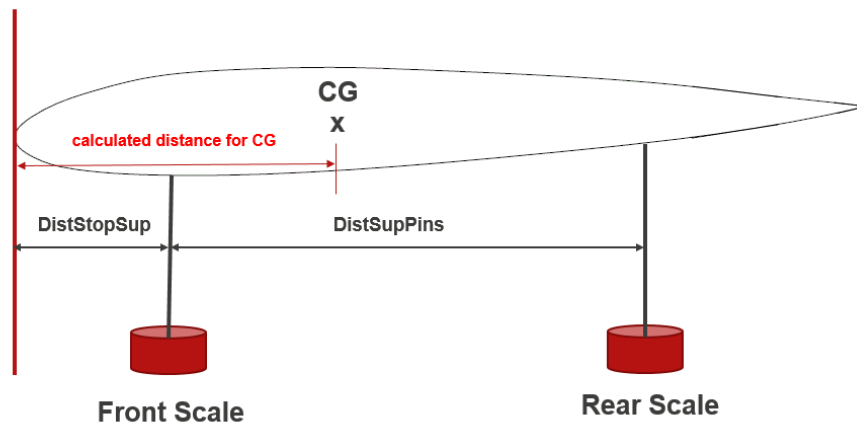 CG
x
calculated distance for CG
DistStopSup
DistSupPins
Front Scale
Rear Scale